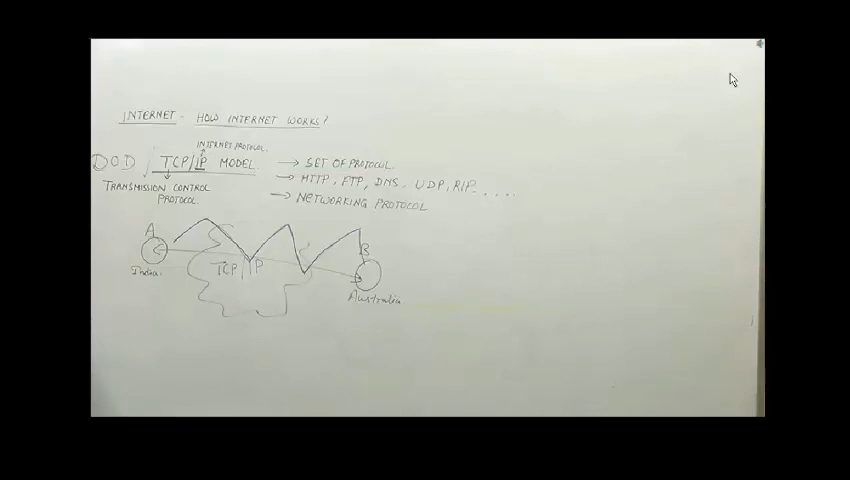 INTERNET - HOW INTERNET WORKS?
INTERNET PROTOCOL.
DOD TCP/IP MODEL. → SET OF PROTOCOL.
→ HTTP, FTP, DNS, UDP, RIP.....
TRANSMISSION CONTROL
PROTOCOL.
→ NETWORKING PROTOCOL
A
B
TCP/IP
India.
Australia